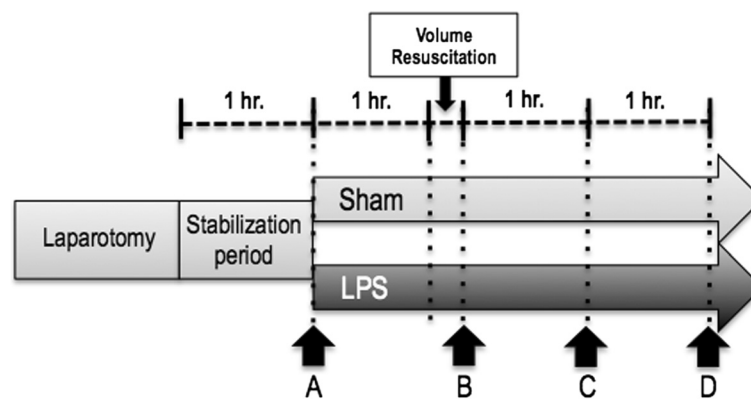 Volume
Resuscitation
1 hr.
1 hr.
1 hr.
1 hr.
Sham
Laparotomy
Stabilization
period
LPS
A
B
C
D